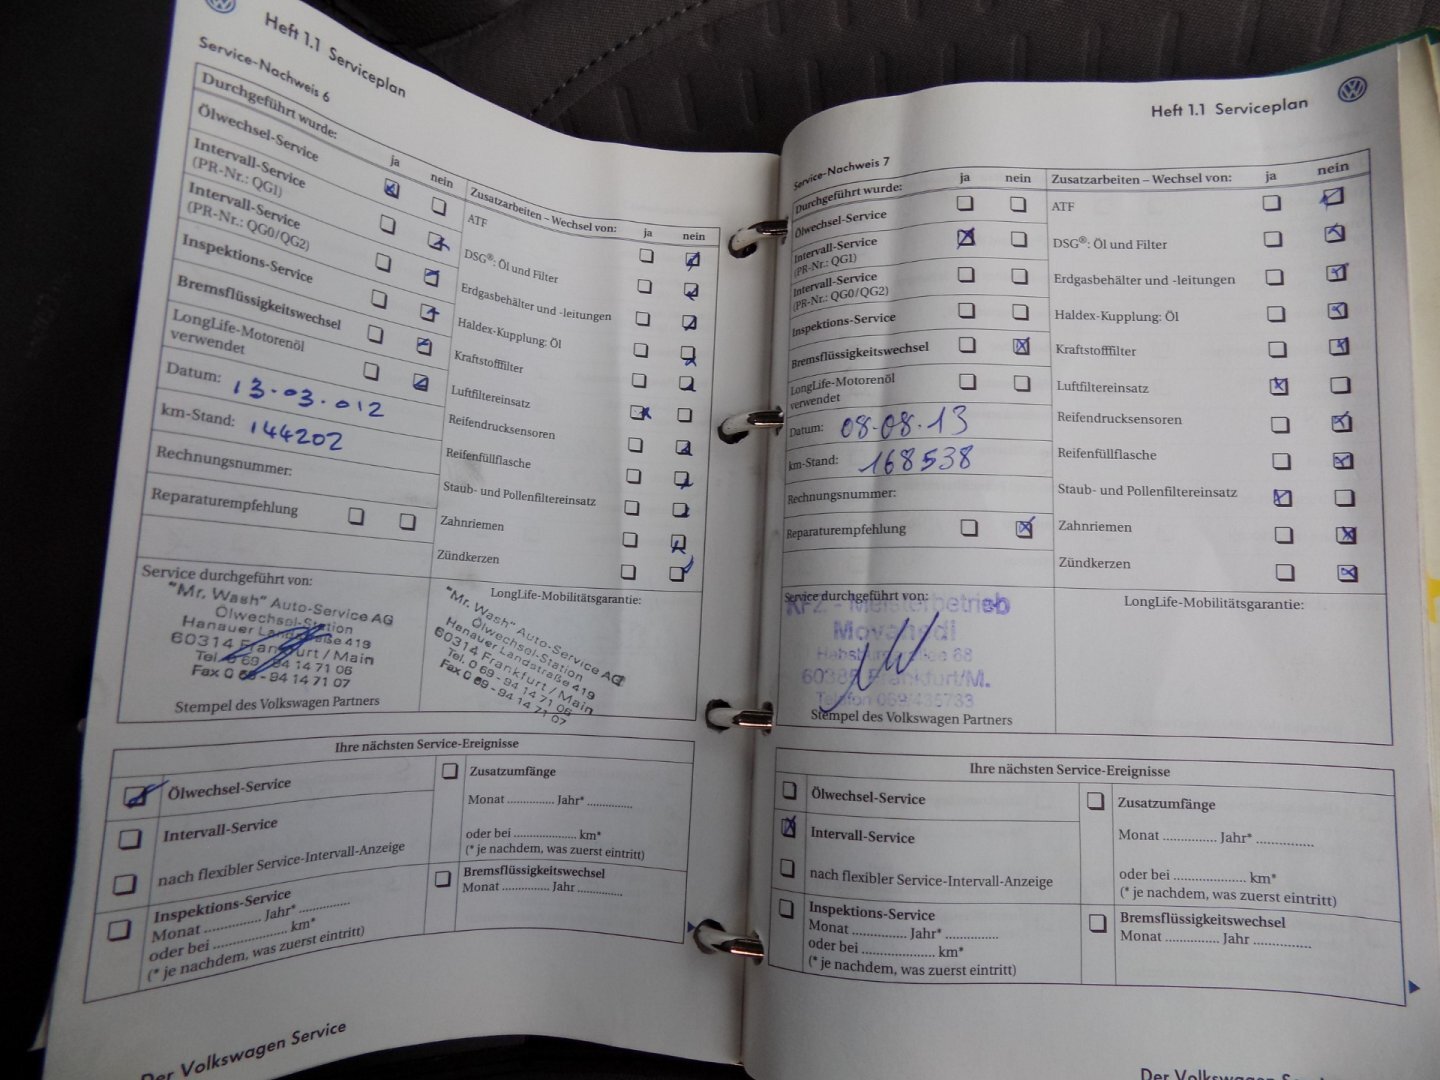 Heft 1.1 Serviceplan
Service-Nachweis 6
Durchgeführt wurde:
ja
nein
Ölwechsel-Service
Intervall-Service
(PR-Nr.: QG1)
Intervall-Service
(PR-Nr.: QG0/QG2)
Inspektions-Service
Bremsflüssigkeitswechsel
LongLife-Motorenöl
verwendet
Datum: 13.03.012
km-Stand: 144202
Rechnungsnummer:
Reparaturempfehlung
Zusatzarbeiten – Wechsel von:
ja
nein
ATF
DSG®: Öl und Filter
Erdgasbehälter und -leitungen
Haldex-Kupplung: Öl
Kraftstofffilter
Luftfiltereinsatz
Reifendrucksensoren
Reifenfüllflasche
Staub- und Pollenfiltereinsatz
Zahnriemen
Zündkerzen
Service durchgeführt von:
"Mr. Wash" Auto-Service AG
Ölwechsel-Station
Hanauer Landstraße 419
60314 Frankfurt/Main
Tel. 0 69 - 94 14 71 06
Fax 0 69 - 94 14 71 07
Stempel des Volkswagen Partners
LongLife-Mobilitätsgarantie:
"Mr. Wash" Auto-Service AG
Ölwechsel-Station
Hanauer Landstraße 419
60314 Frankfurt/Main
Tel. 0 69 - 94 14 71 06
Fax 0 69 - 94 14 71 07
Ihre nächsten Service-Ereignisse
Ölwechsel-Service
Intervall-Service
nach flexibler Service-Intervall-Anzeige
Inspektions-Service
Monat .............. Jahr* ..............
oder bei .................... km*
(* je nachdem, was zuerst eintritt)
Zusatzumfänge
Monat .............. Jahr* ..............
oder bei .................... km*
(* je nachdem, was zuerst eintritt)
Bremsflüssigkeitswechsel
Monat .............. Jahr ..............
Der Volkswagen Service
Heft 1.1 Serviceplan
Service-Nachweis 7
Durchgeführt wurde:
ja
nein
Ölwechsel-Service
Intervall-Service
(PR-Nr.: QG1)
Intervall-Service
(PR-Nr.: QG0/QG2)
Inspektions-Service
Bremsflüssigkeitswechsel
LongLife-Motorenöl
verwendet
Datum: 08.08.13
km-Stand: 168538
Rechnungsnummer:
Reparaturempfehlung
Zusatzarbeiten – Wechsel von:
ja
nein
ATF
DSG®: Öl und Filter
Erdgasbehälter und -leitungen
Haldex-Kupplung: Öl
Kraftstofffilter
Luftfiltereinsatz
Reifendrucksensoren
Reifenfüllflasche
Staub- und Pollenfiltereinsatz
Zahnriemen
Zündkerzen
Service durchgeführt von:
KFZ - Meisterbetrieb
Movahedi
68
60385 Frankfurt/M.
Telefon
Stempel des Volkswagen Partners
LongLife-Mobilitätsgarantie:
Ihre nächsten Service-Ereignisse
Ölwechsel-Service
Intervall-Service
nach flexibler Service-Intervall-Anzeige
Inspektions-Service
Monat .............. Jahr* ..............
oder bei .................... km*
(* je nachdem, was zuerst eintritt)
Zusatzumfänge
Monat .............. Jahr* ..............
oder bei .................... km*
(* je nachdem, was zuerst eintritt)
Bremsflüssigkeitswechsel
Monat .............. Jahr ..............
Der Volkswagen